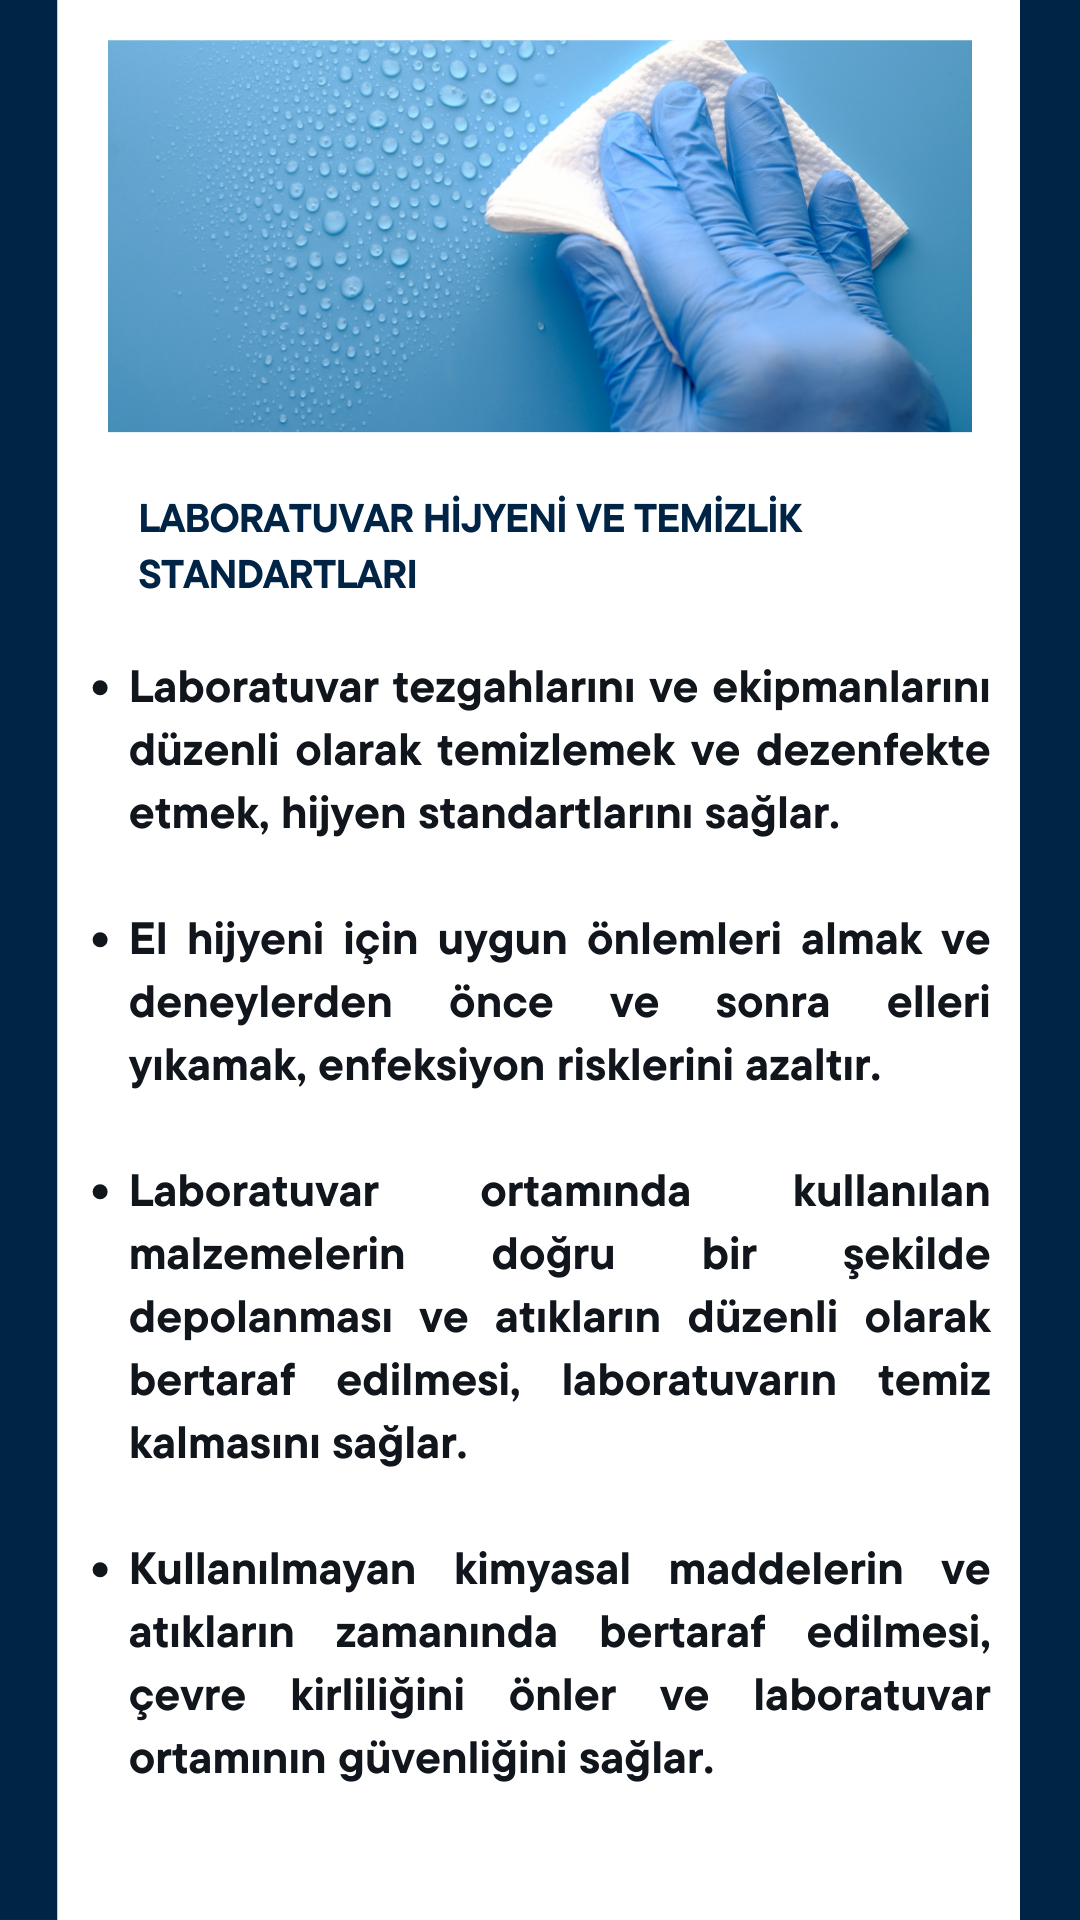 LABORATUVAR HİJYENİ VE TEMİZLİK
STANDARTLARI
• Laboratuvar tezgahlarını ve ekipmanlarını
düzenli olarak temizlemek ve dezenfekte
etmek, hijyen standartlarını sağlar.
• El hijyeni için uygun önlemleri almak ve
deneylerden önce ve sonra elleri
yıkamak, enfeksiyon risklerini azaltır.
• Laboratuvar ortamında kullanılan
malzemelerin doğru bir şekilde
depolanması ve atıkların düzenli olarak
bertaraf edilmesi, laboratuvarın temiz
kalmasını sağlar.
• Kullanılmayan kimyasal maddelerin ve
atıkların zamanında bertaraf edilmesi,
çevre kirliliğini önler ve laboratuvar
ortamının güvenliğini sağlar.